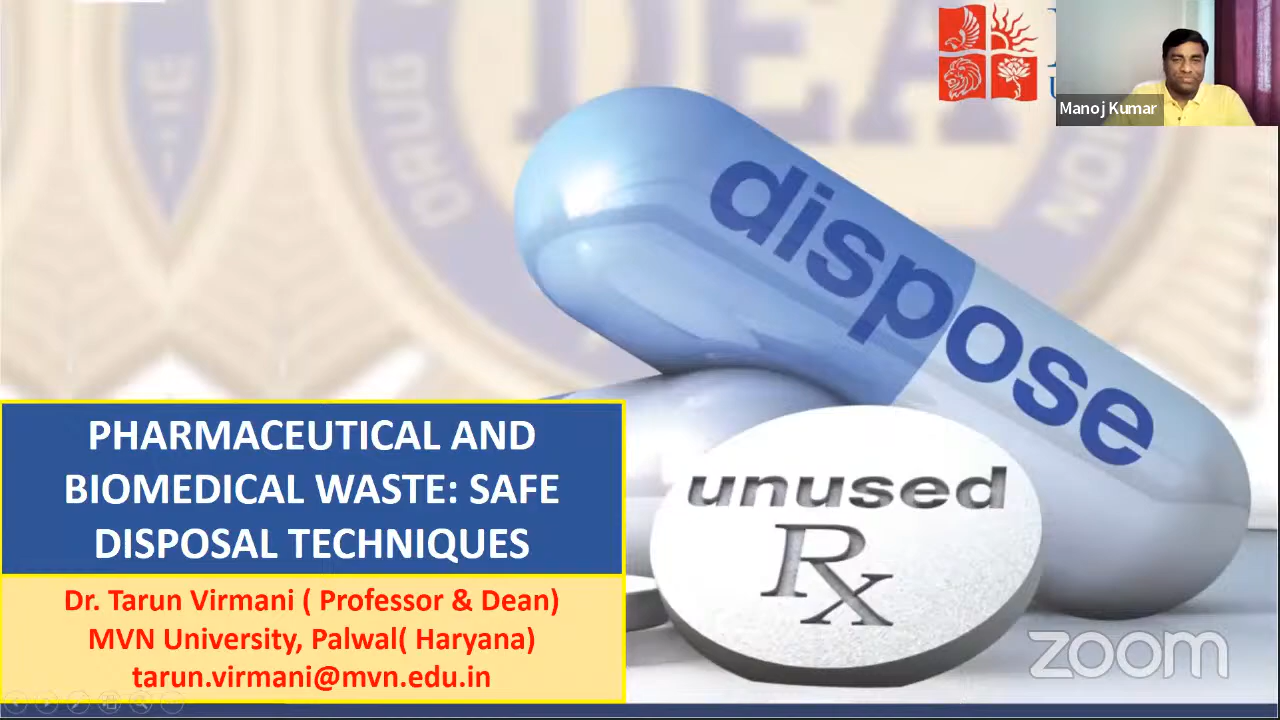 Manoj Kumar
dispose
unused
Rx
PHARMACEUTICAL AND
BIOMEDICAL WASTE: SAFE
DISPOSAL TECHNIQUES
Dr. Tarun Virmani ( Professor & Dean)
MVN University, Palwal( Haryana)
tarun.virmani@mvn.edu.in
zoom